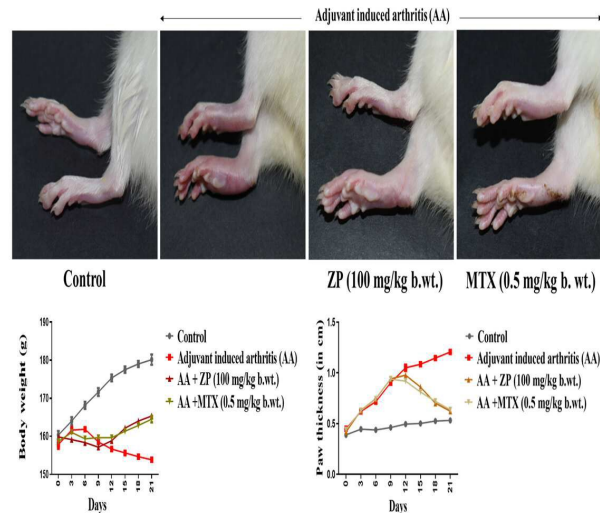 Adjuvant induced arthritis (AA)
Control
ZP (100 mg/kg b.wt.)
MTX (0.5 mg/kg b. wt.)
Body weight (g)
190
180
170
160
150
0 3 6 9 12 15 18 21
Days
Control
Adjuvant induced arthritis (AA)
AA + ZP (100 mg/kg b.wt.)
AA +MTX (0.5 mg/kg b.wt.)
Paw thickness (in cm)
1.5
1.0
0.5
0.0
0 3 6 9 12 15 18 21
Days
Control
Adjuvant induced arthritis (AA)
AA + ZP (100 mg/kg b.wt.)
AA +MTX (0.5 mg/kg b.wt.)